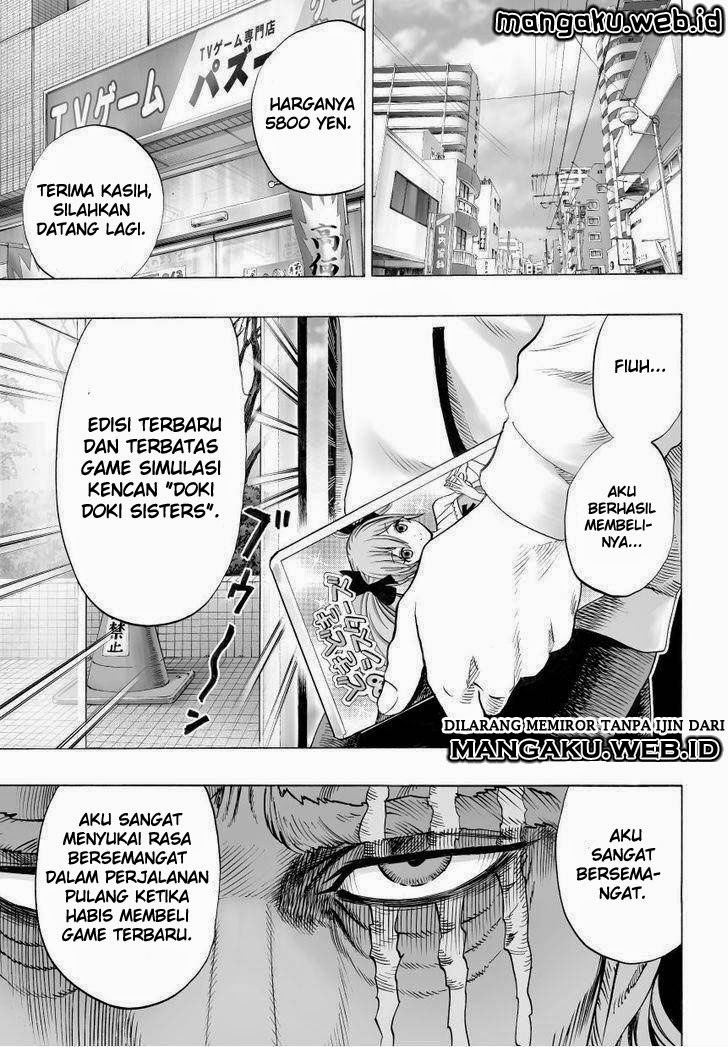 mangaku.web.id
TVゲーム専門店
TVゲーム
パズ
HARGANYA
5800 YEN.
TERIMA KASIH,
SILAHKAN
DATANG LAGI.
FIUH...
AKU
BERHASIL
MEMBELI-
NYA...
EDISI TERBARU
DAN TERBATAS
GAME SIMULASI
KENCAN "DOKI
DOKI SISTERS".
禁止
DILARANG MEMIROR TANPA IJIN DARI
MANGAKU.WEB.ID
AKU
SANGAT
BERSEMA-
NGAT.
AKU SANGAT
MENYUKAI RASA
BERSEMANGAT
DALAM PERJALANAN
PULANG KETIKA
HABIS MEMBELI
GAME TERBARU.